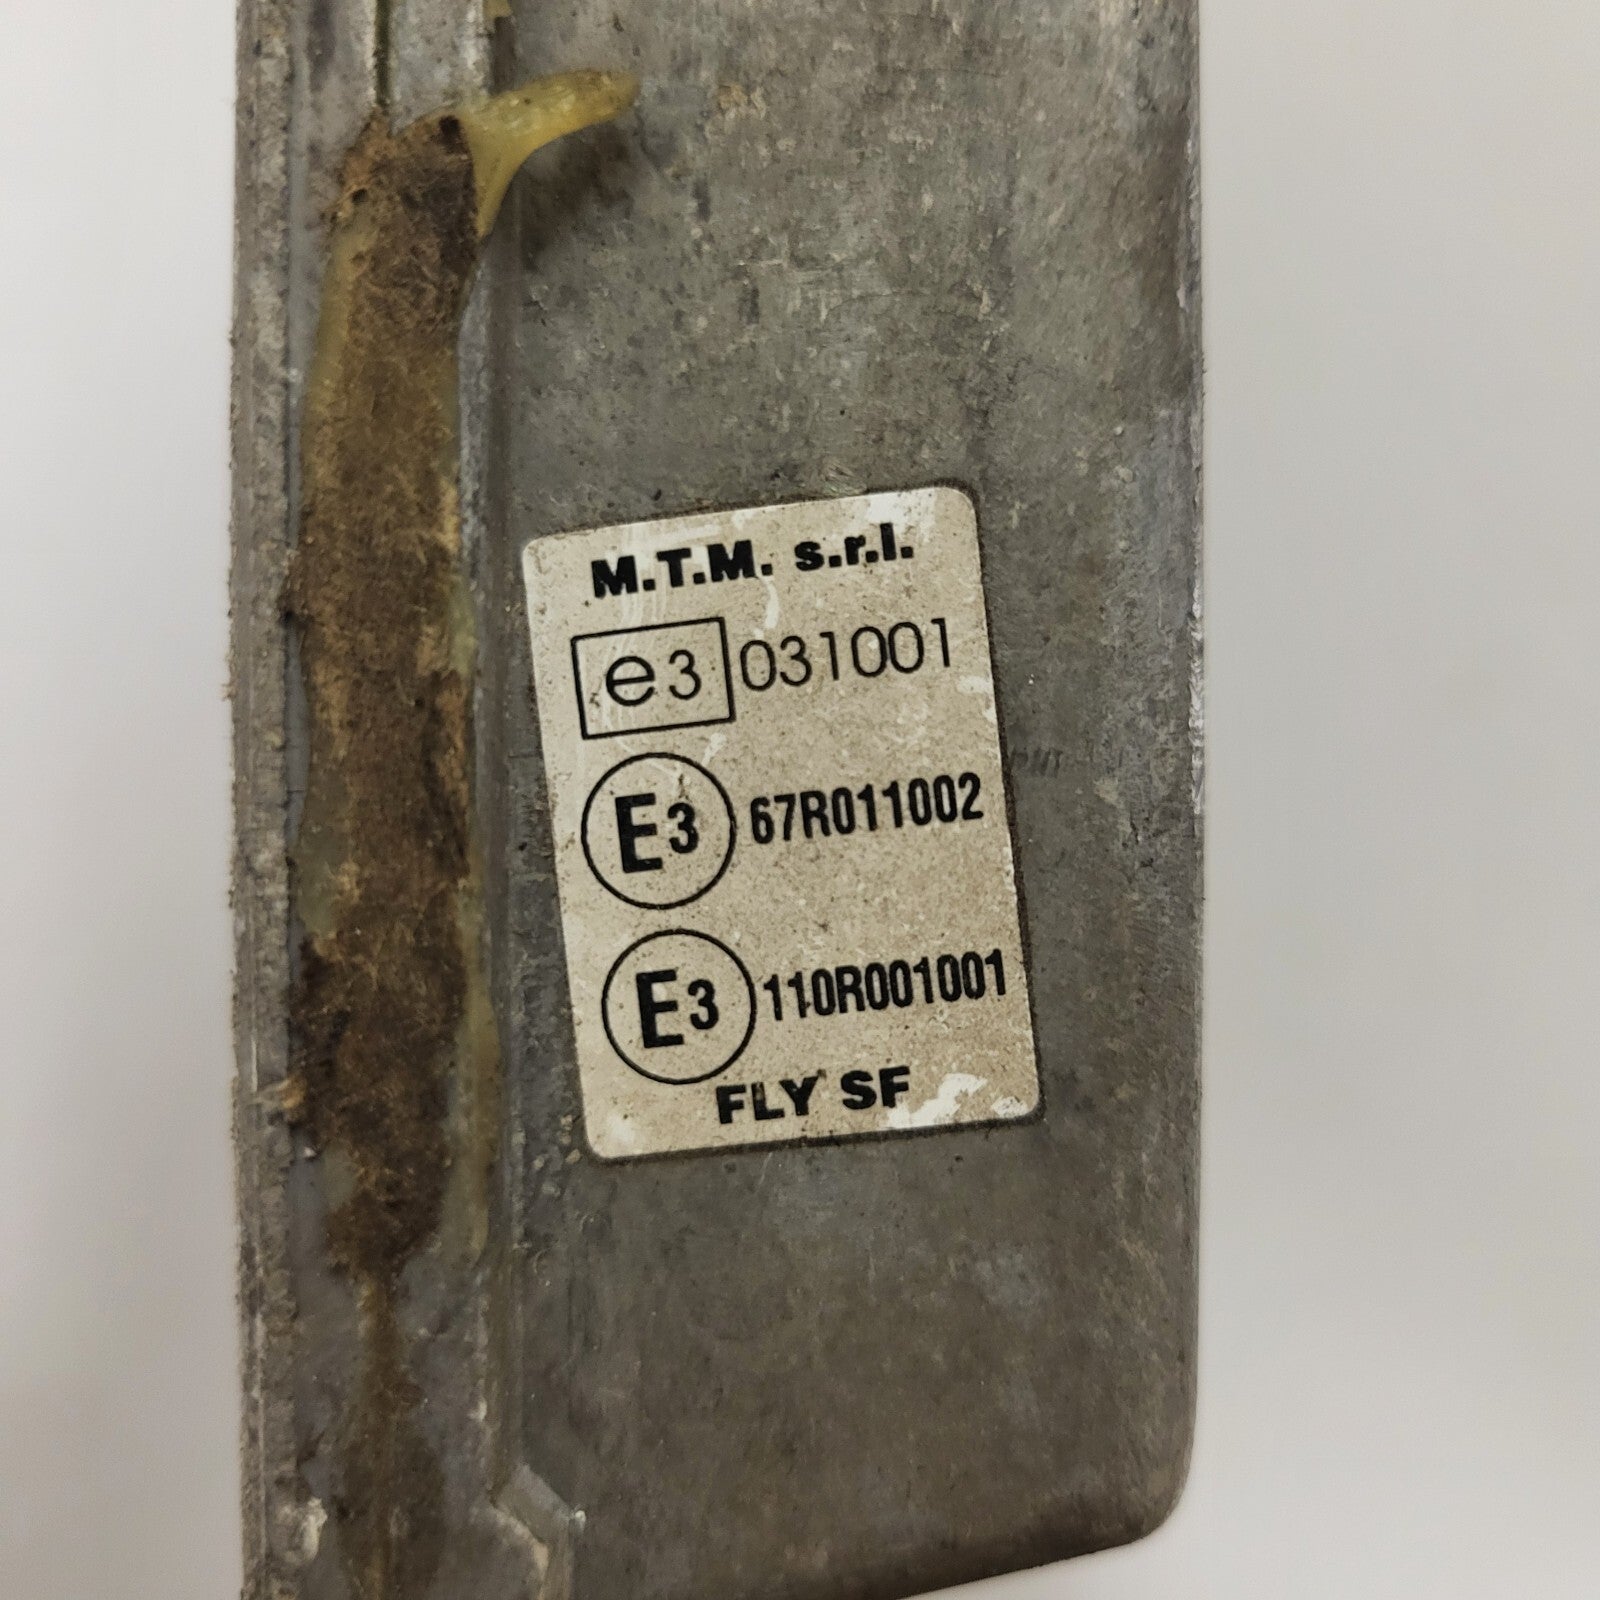 M.T.M. s.r.l.
e3 031001
E3 67R011002
E3 110R001001
FLY SF